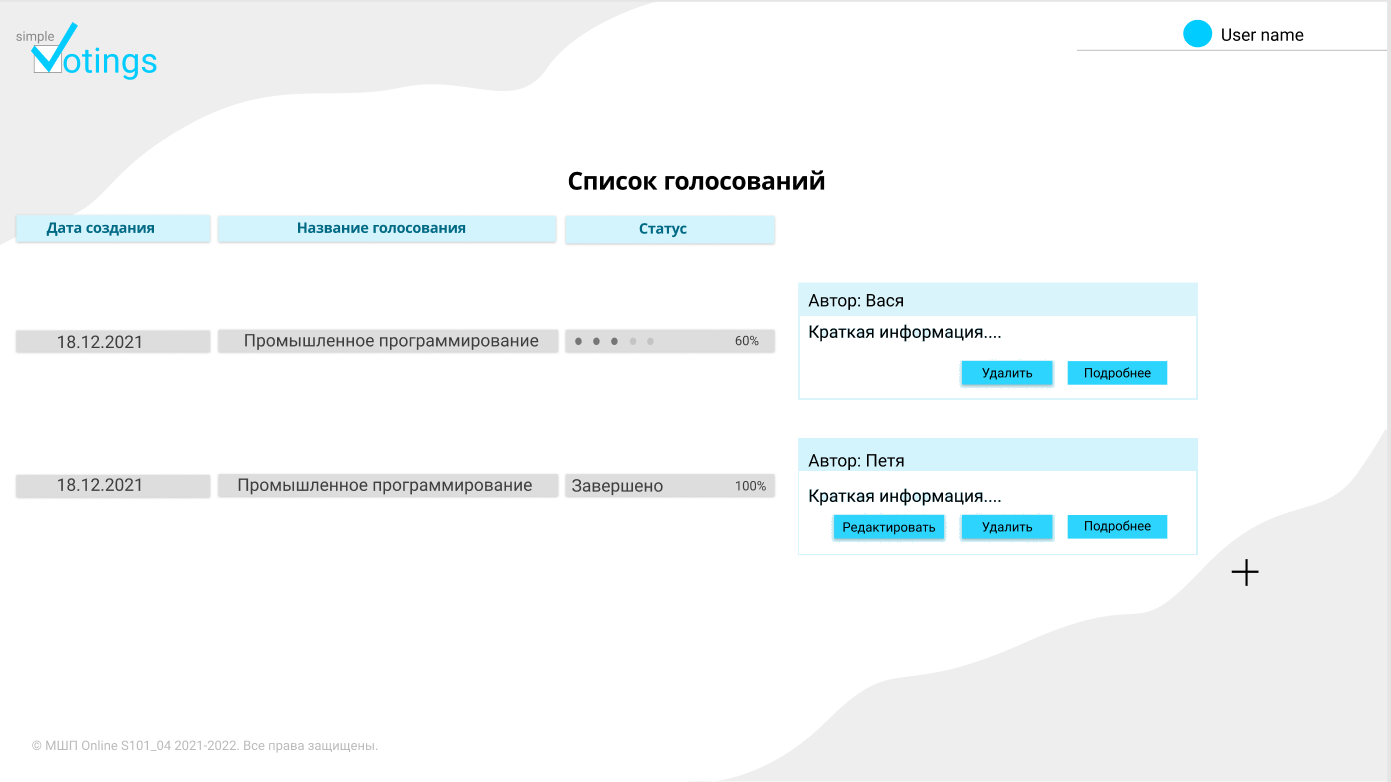 simple
Votings
User name
Список голосований
Дата создания
Название голосования
Статус
Автор: Вася
Краткая информация....
18.12.2021
Промышленное программирование
60%
Удалить
Подробнее
Автор: Петя
18.12.2021
Промышленное программирование
Завершено
100%
Краткая информация....
Редактировать
Удалить
Подробнее
© МШП Online S101_04 2021-2022. Все права защищены.